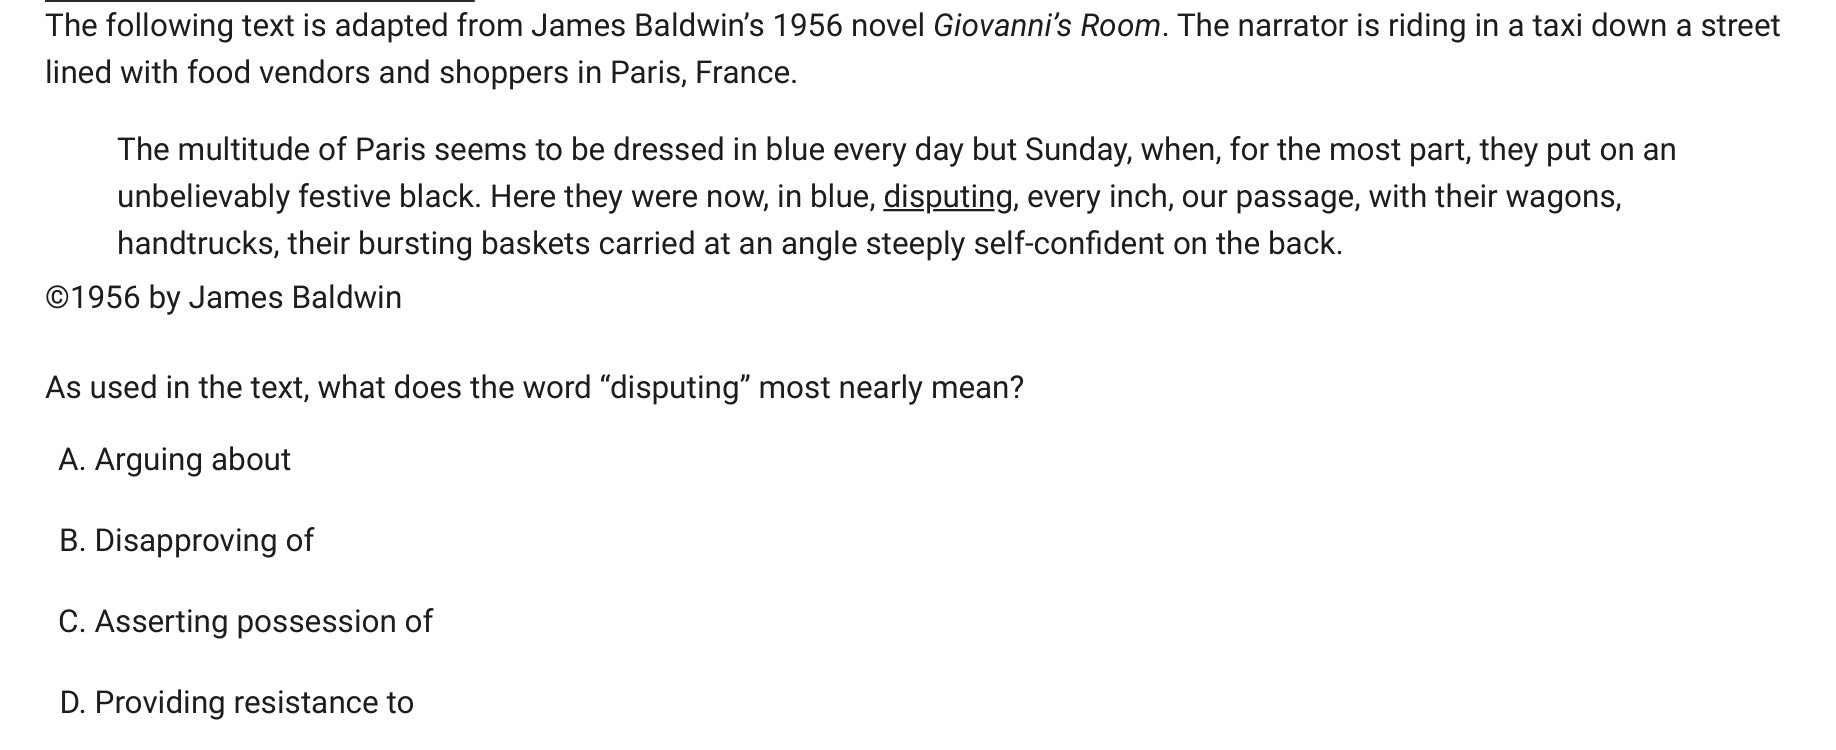 The following text is adapted from James Baldwin’s 1956 novel Giovanni’s Room. The narrator is riding in a taxi down a street
lined with food vendors and shoppers in Paris, France.
The multitude of Paris seems to be dressed in blue every day but Sunday, when, for the most part, they put on an
unbelievably festive black. Here they were now, in blue, disputing, every inch, our passage, with their wagons,
handtrucks, their bursting baskets carried at an angle steeply self-confident on the back.
©1956 by James Baldwin
As used in the text, what does the word “disputing” most nearly mean?
A. Arguing about
B. Disapproving of
C. Asserting possession of
D. Providing resistance to